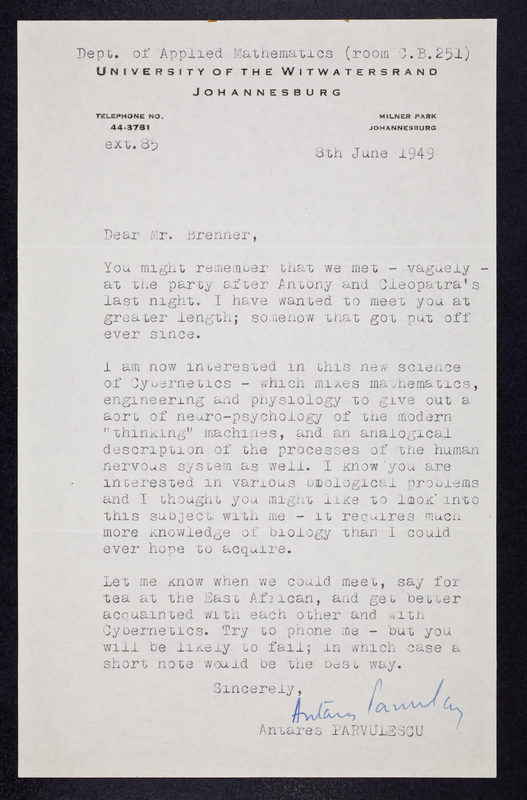 Dept. of Applied Mathematics (room C.B.251)
UNIVERSITY OF THE WITWATERSRAND
JOHANNESBURG
TELEPHONE NO. MILNER PARK
44-3781 JOHANNESBURG
ext. 85
8th June 1949
Dear Mr. Brenner,
You might remember that we met - vaguely -
at the party after Antony and Cleopatra's
last night. I have wanted to meet you at
greater length; somehow that got put off
ever since.
I am now interested in this new science
of Cybernetics - which mixes mathematics,
engineering and physiology to give out a
aort of neuro-psychology of the modern
"thinking" machines, and an analogical
description of the processes of the human
nervous system as well. I know you are
interested in various biological problems
and I thought you might like to look into
this subject with me - it requires much
more knowledge of biology than I could
ever hope to acquire.
Let me know when we could meet, say for
tea at the East African, and get better
acquainted with each other and with
Cybernetics. Try to phone me - but you
will be likely to fail; in which case a
short note would be the best way.
Sincerely,
Antares Parvulescu
Antares PARVULESCU